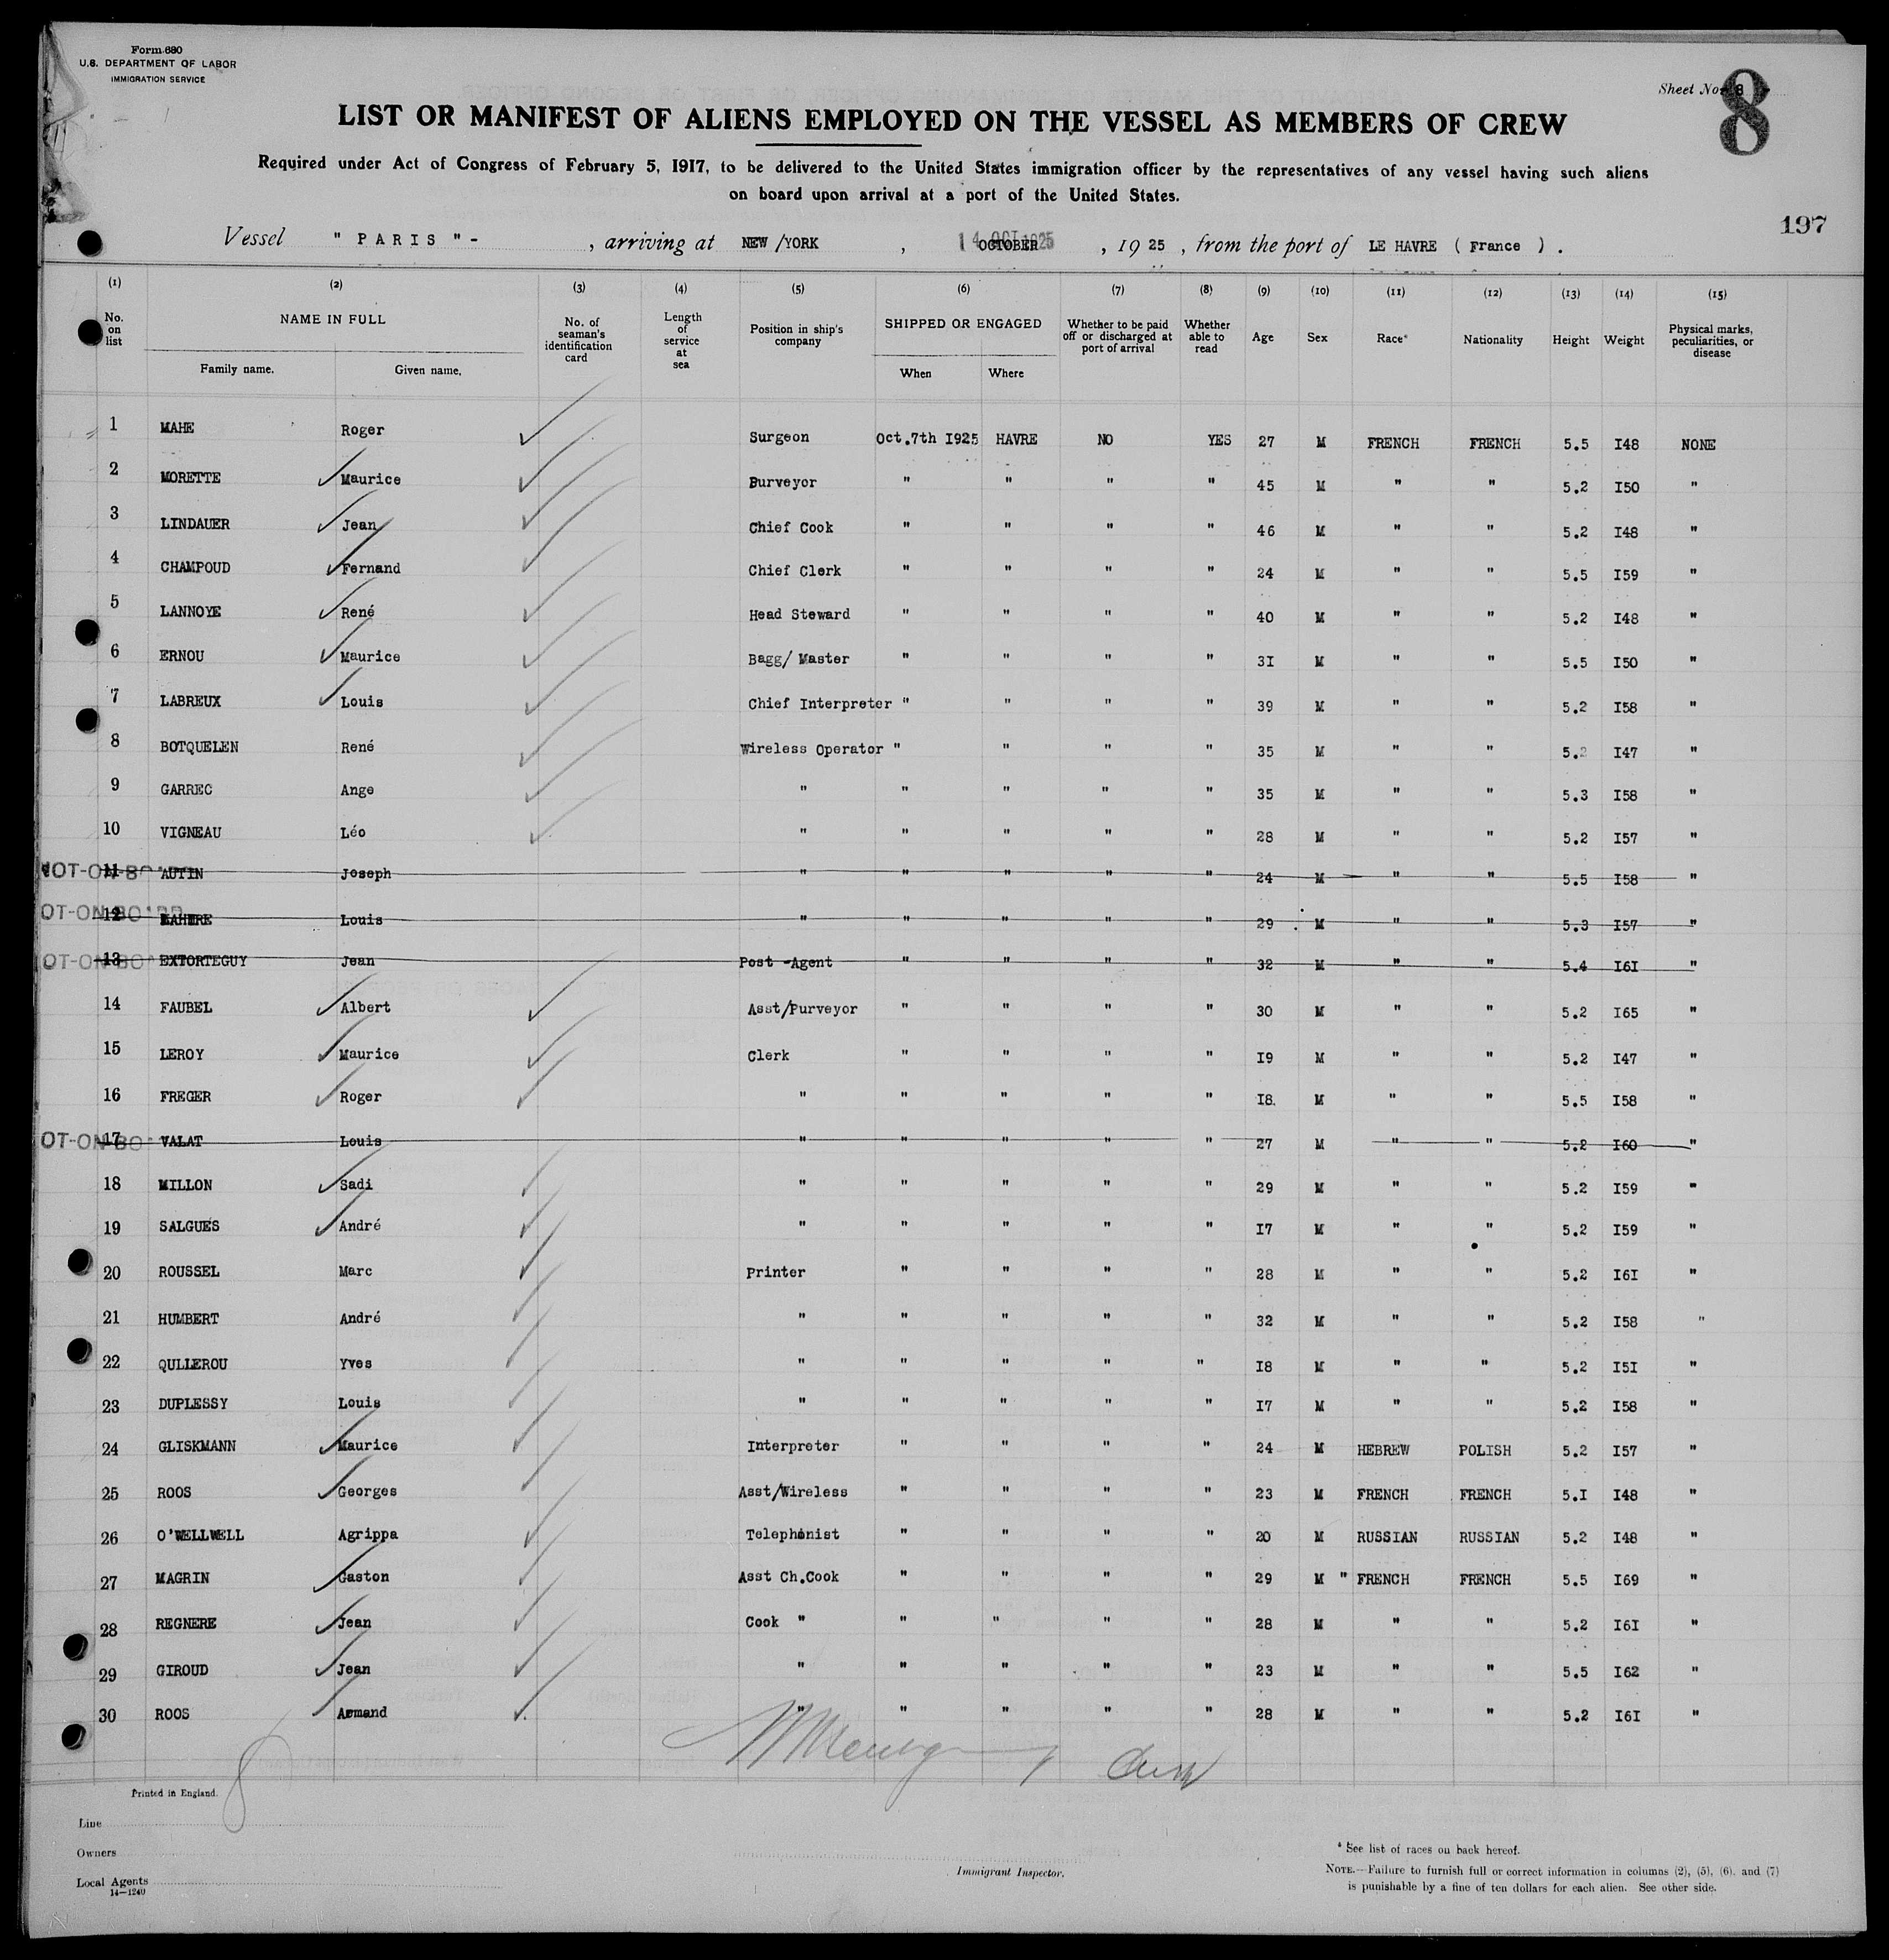 Form 680
U.S. DEPARTMENT OF LABOR
IMMIGRATION SERVICE
Sheet No. 8
8
LIST OR MANIFEST OF ALIENS EMPLOYED ON THE VESSEL AS MEMBERS OF CREW
Required under Act of Congress of February 5, 1917, to be delivered to the United States immigration officer by the representatives of any vessel having such aliens
on board upon arrival at a port of the United States.
197
Vessel " PARIS " - , arriving at NEW /YORK , 14 OCT 1925 OCTOBER , 19 25 , from the port of LE HAVRE ( France ) .
(1) (2) (3) (4) (5) (6) (7) (8) (9) (10) (11) (12) (13) (14) (15)
No. on list NAME IN FULL Family name. Given name. No. of seaman's identification card Length of service at sea Position in ship's company SHIPPED OR ENGAGED When Where Whether to be paid off or discharged at port of arrival Whether able to read Age Sex Race* Nationality Height Weight Physical marks, peculiarities, or disease
1 MAHE Roger Surgeon Oct.7th I925 HAVRE NO YES 27 M FRENCH FRENCH 5.5 I48 NONE
2 MORETTE Maurice Purveyor " " " " 45 M " " 5.2 I50 "
3 LINDAUER Jean Chief Cook " " " " 46 M " " 5.2 I48 "
4 CHAMPOUD Fernand Chief Clerk " " " " 24 M " " 5.5 I59 "
5 LANNOYE René Head Steward " " " " 40 M " " 5.2 I48 "
6 ERNOU Maurice Bagg/ Master " " " " 3I M " " 5.5 I50 "
7 LABREUX Louis Chief Interpreter " " " " 39 M " " 5.2 I58 "
8 BOTQUELEN René Wireless Operator " " " " 35 M " " 5.2 I47 "
9 GARREC Ange " " " " " 35 M " " 5.3 I58 "
10 VIGNEAU Léo " " " " " 28 M " " 5.2 I57 "
NOT-ON-BOARD 11 AUTIN Joseph " " " " " 24 M " " 5.5 I58 "
OT-ON-BOARD 12 Louis " " " " " 29 M " " 5.3 I57 "
OT-ON-BO 13 EXTORTEGUY Jean Post -Agent " " " " 32 M " " 5.4 I6I "
14 FAUBEL Albert Asst/Purveyor " " " " 30 M " " 5.2 I65 "
15 LEROY Maurice Clerk " " " " I9 M " " 5.2 I47 "
16 FREGER Roger " " " " " I8. M " " 5.5 I58 "
OT-ON-BO 17 VALAT Louis " " " " " 27 M " " 5.2 I60 "
18 MILLON Sadi " " " " " 29 M " " 5.2 I59 "
19 SALGUES André " " " " " I7 M " " 5.2 I59 "
20 ROUSSEL Marc Printer " " " " 28 M " " 5.2 I6I "
21 HUMBERT André " " " " " 32 M " " 5.2 I58 "
22 QULLEROU Yves " " " " " I8 M " " 5.2 I5I "
23 DUPLESSY Louis " " " " " I7 M " " 5.2 I58 "
24 GLISKMANN Maurice Interpreter " " " " 24 M HEBREW POLISH 5.2 I57 "
25 ROOS Georges Asst/Wireless " " " " 23 M FRENCH FRENCH 5.I I48 "
26 O'WELLWELL Agrippa Telephonist " " " " 20 M RUSSIAN RUSSIAN 5.2 I48 "
27 MAGRIN Gaston Asst Ch.Cook " " " " 29 M " FRENCH FRENCH 5.5 I69 "
28 REGNERE Jean Cook " " " " " 28 M " " 5.2 I6I "
29 GIROUD Jean " " " " " 23 M " " 5.5 I62 "
30 ROOS Armand " " " " " 28 M " " 5.2 I6I "
8
Printed in England.
Line
Owners
Local Agents
14—1240
Immigrant Inspector.
* See list of races on back hereof.
NOTE.—Failure to furnish full or correct information in columns (2), (5), (6), and (7)
is punishable by a fine of ten dollars for each alien. See other side.